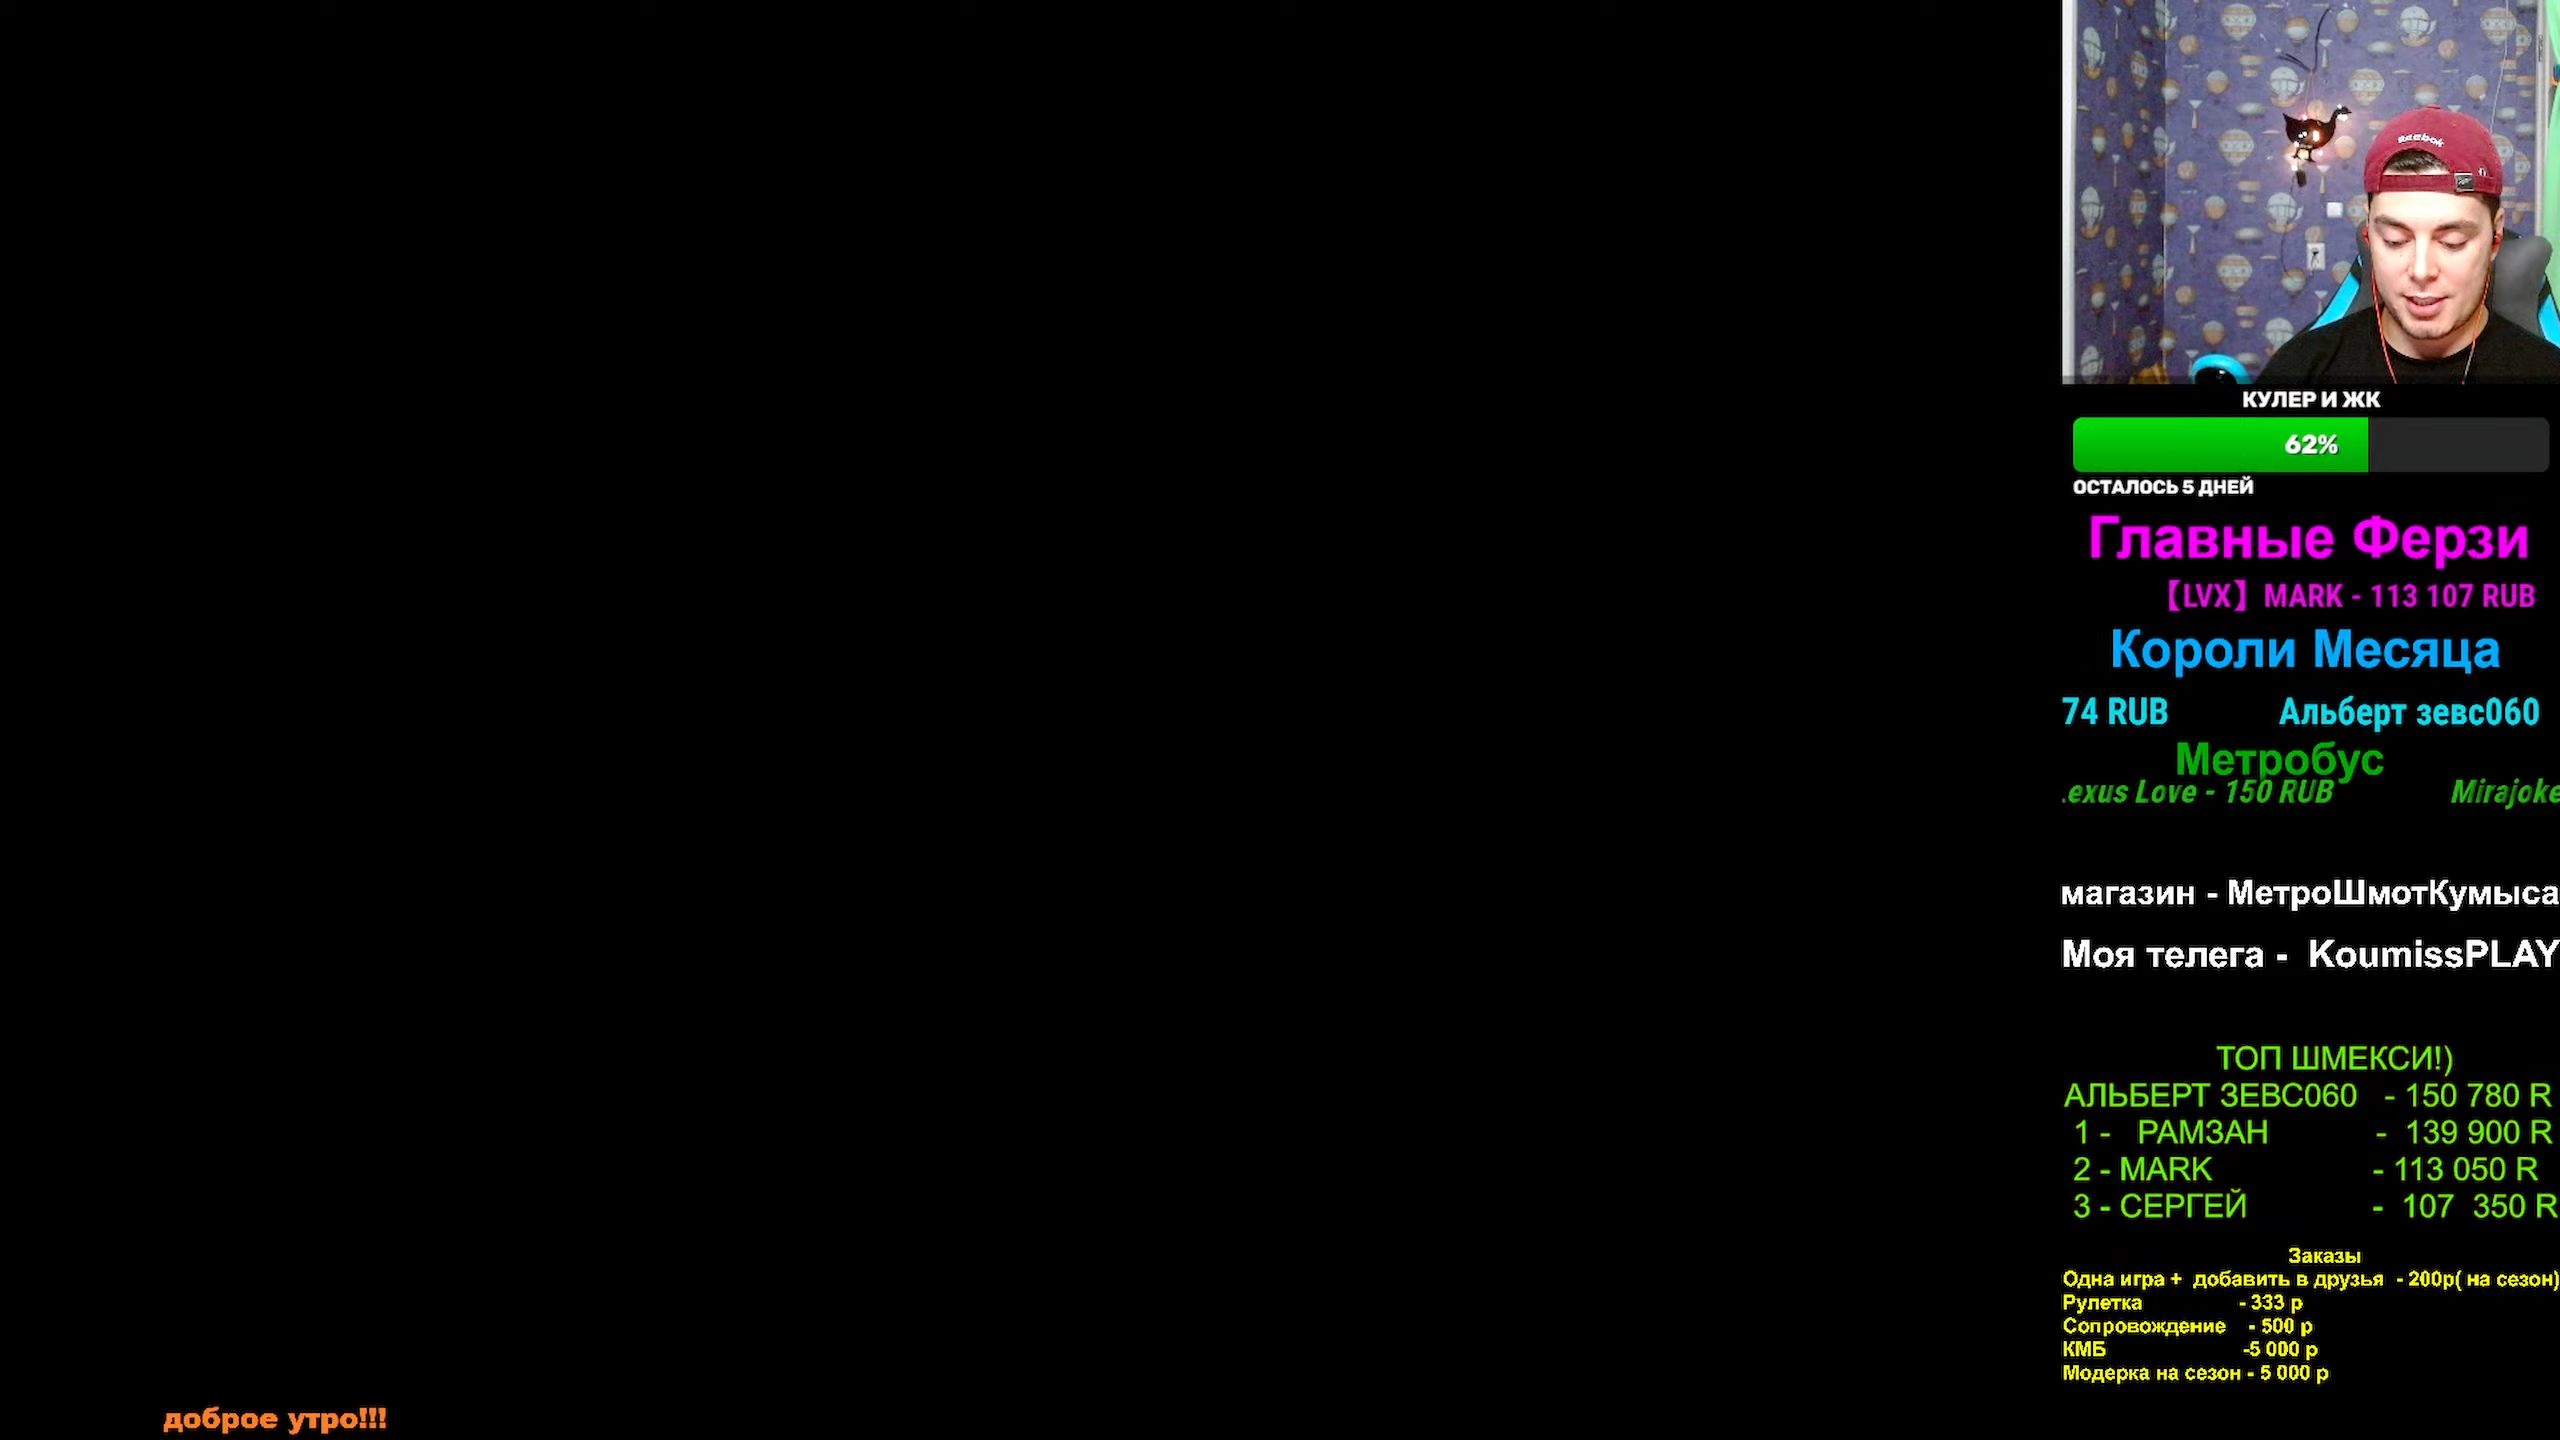 Reebok
КУЛЕР И ЖК
62%
ОСТАЛОСЬ 5 ДНЕЙ
Главные Ферзи
【LVX】MARK - 113 107 RUB
Короли Месяца
74 RUB Альберт зевс060
Метробус
exus Love - 150 RUB Mirajoke
магазин - МетроШмотКумыса
Моя телега - KoumissPLAY
ТОП ШМЕКСИ!)
АЛЬБЕРТ ЗЕВС060 - 150 780 R
1 - РАМЗАН - 139 900 R
2 - MARK - 113 050 R
3 - СЕРГЕЙ - 107 350 R
Заказы
Одна игра + добавить в друзья - 200р( на сезон)
Рулетка - 333 р
Сопровождение - 500 р
КМБ -5 000 р
Модерка на сезон - 5 000 р
доброе утро!!!